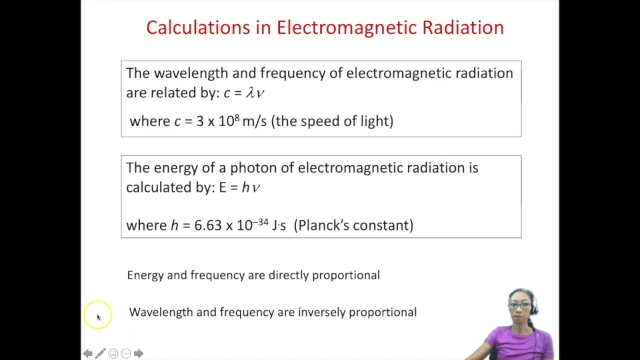 Calculations in Electromagnetic Radiation
The wavelength and frequency of electromagnetic radiation
are related by: c = λν
where c = 3 x 10⁸ m/s (the speed of light)
The energy of a photon of electromagnetic radiation is
calculated by: E = hν
where h = 6.63 x 10⁻³⁴ J·s (Planck's constant)
Energy and frequency are directly proportional
Wavelength and frequency are inversely proportional